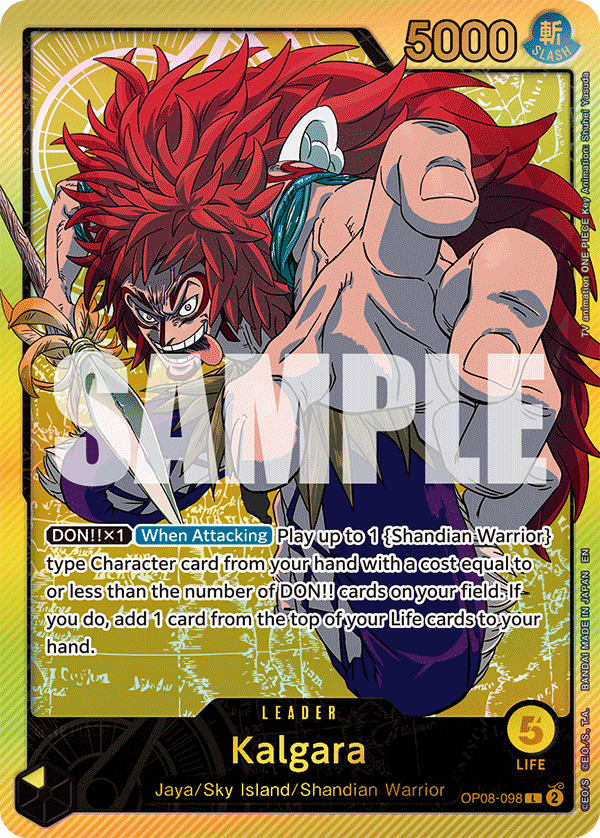 5000
斬
SLASH
TV animation ONE PIECE Key Animation: Shuhei Yasuda
SAMPLE
DON!!×1 When Attacking Play up to 1 {Shandian Warrior}
type Character card from your hand with a cost equal to
or less than the number of DON!! cards on your field. If
you do, add 1 card from the top of your Life cards to your
hand.
©E.O/S ©E.O./S., T.A. BANDAI MADE IN JAPAN EN
LEADER
5
LIFE
Kalgara
Jaya/Sky Island/Shandian Warrior
OP08-098 L 2